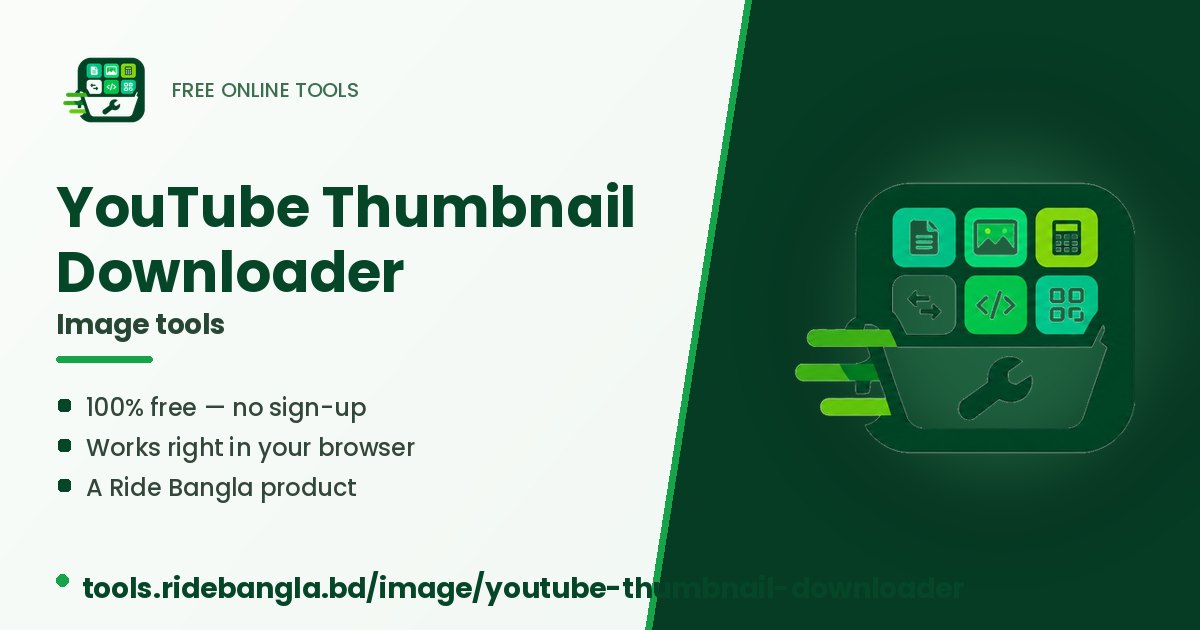 FREE ONLINE TOOLS
YouTube Thumbnail
Downloader
Image tools
100% free — no sign-up
Works right in your browser
A Ride Bangla product
tools.ridebangla.bd/image/youtube-thumbnail-downloader